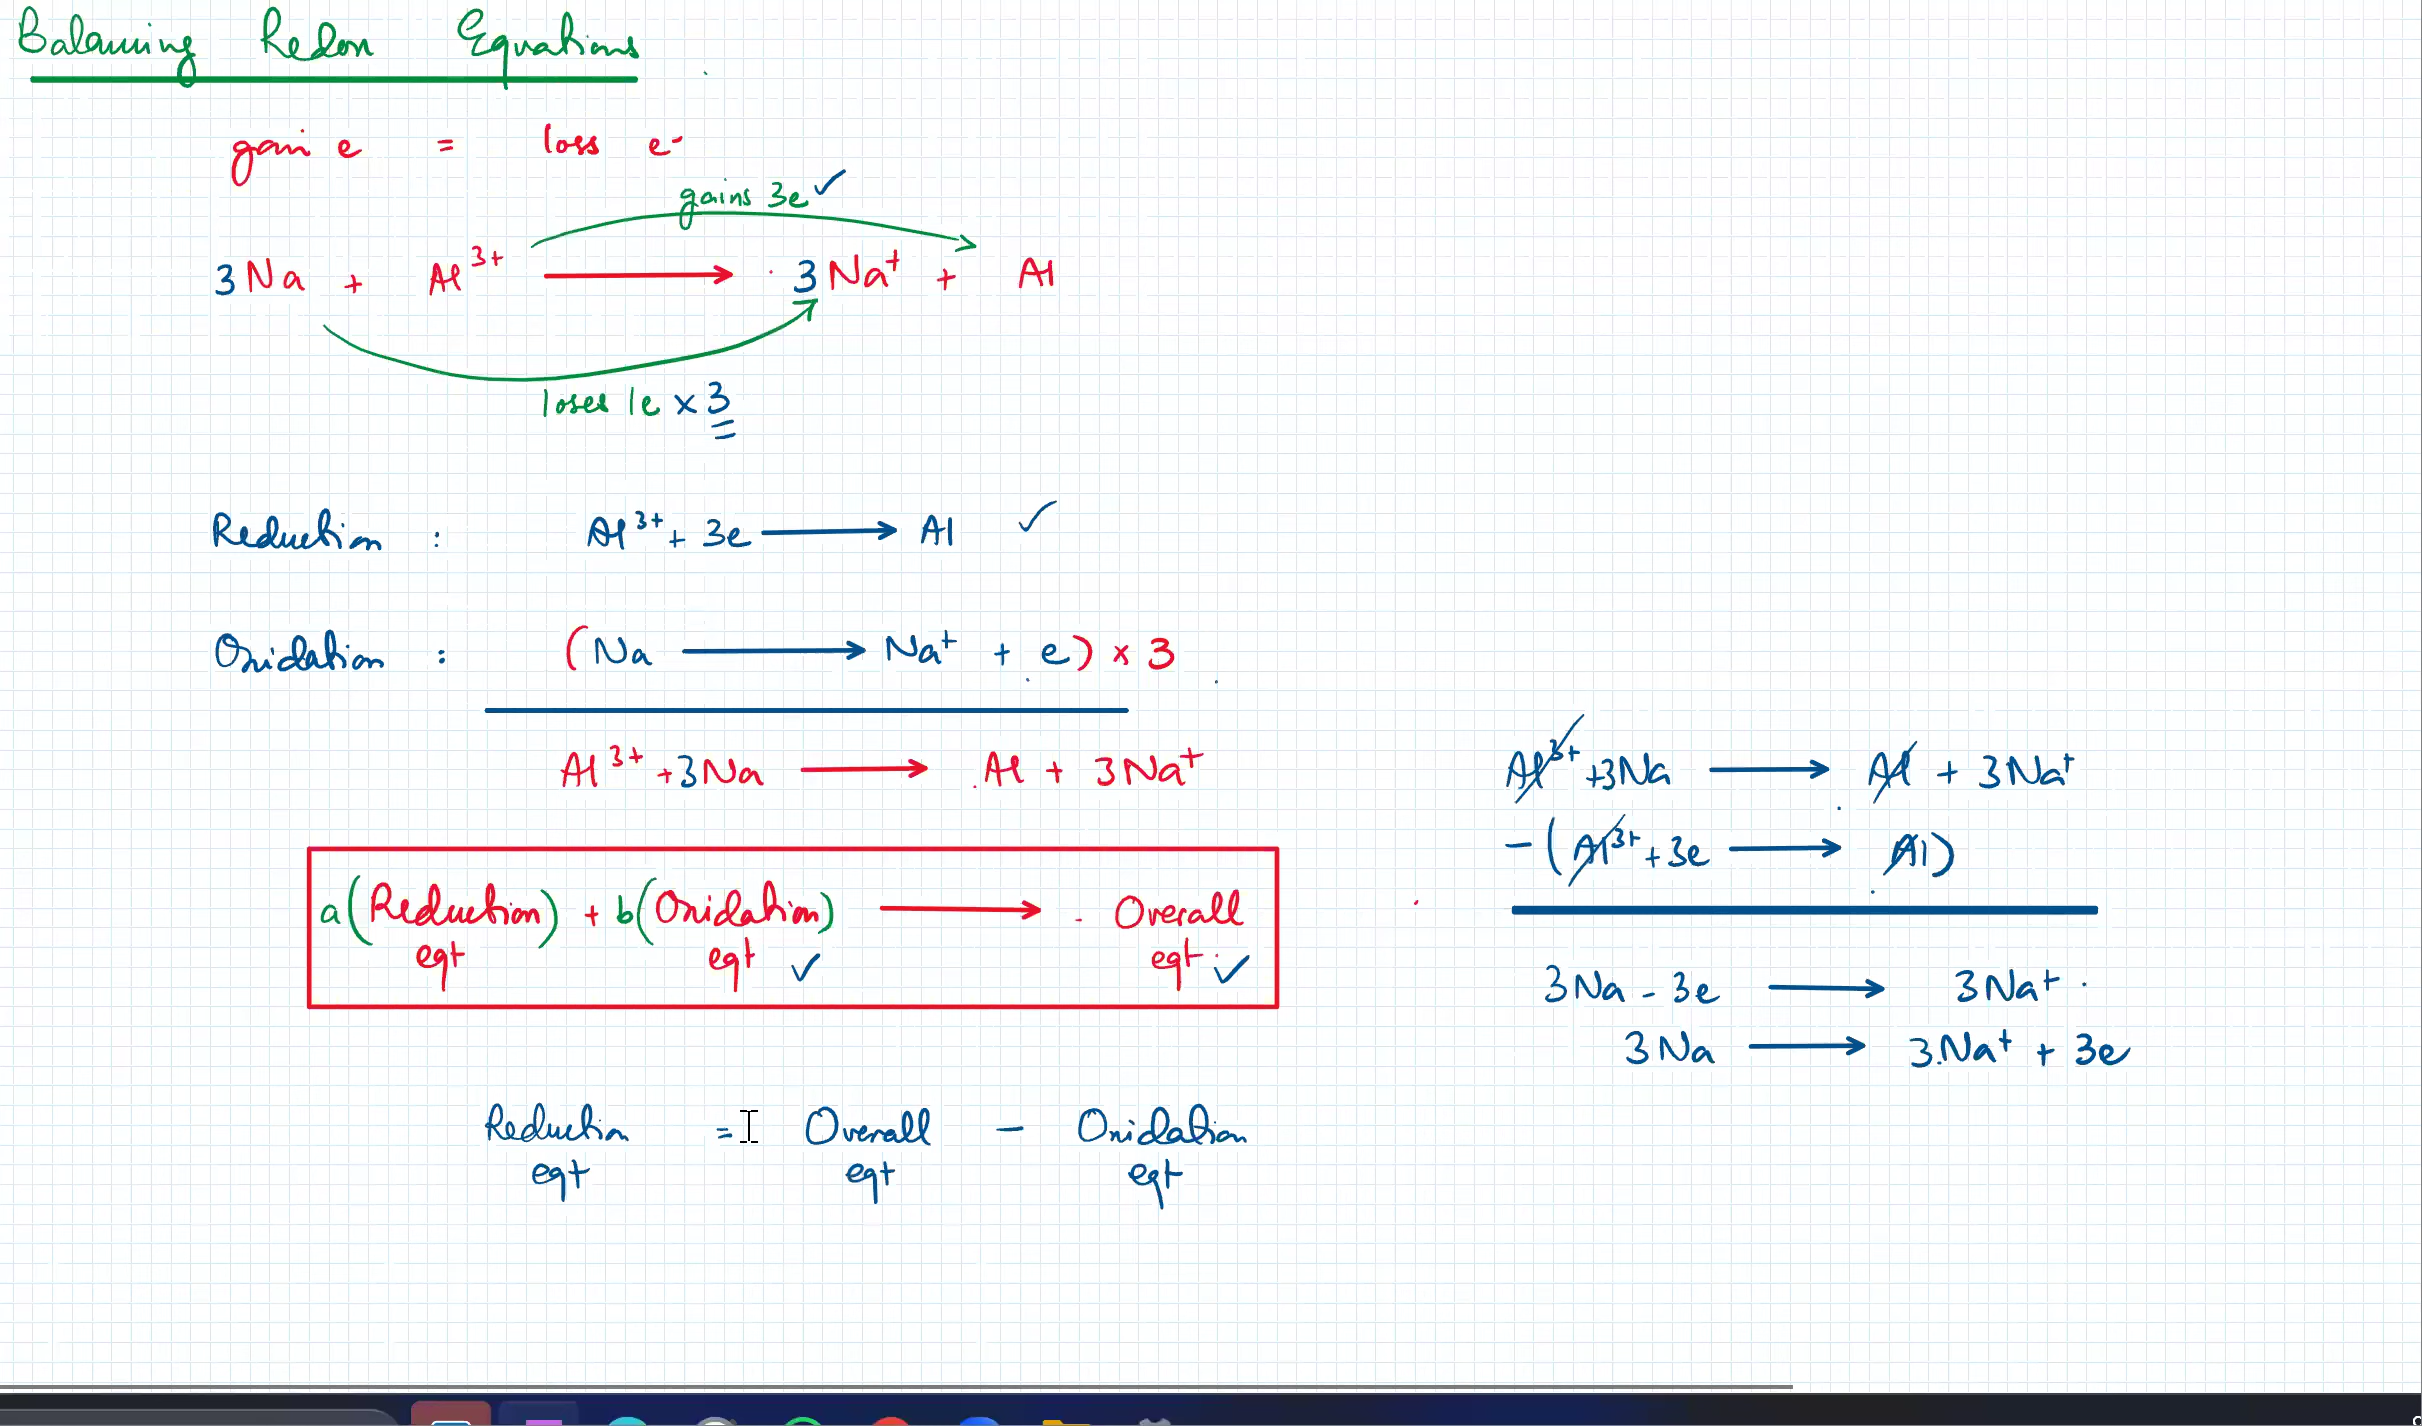 Balancing Redox Equations
gain e = loss e⁻
gains 3e ✓
3Na + Al³⁺ ⟶ 3Na⁺ + Al
loses 1e × 3
Reduction : Al³⁺ + 3e ⟶ Al ✓
Oxidation : (Na ⟶ Na⁺ + e) × 3
Al³⁺ + 3Na ⟶ Al + 3Na⁺
a(Reduction) + b(Oxidation) ⟶ Overall
eqt eqt ✓ eqt ✓
Reduction = Overall − Oxidation
eqt eqt eqt
Al³⁺ + 3Na ⟶ Al + 3Na⁺
− (Al³⁺ + 3e ⟶ Al)
3Na − 3e ⟶ 3Na⁺
3Na ⟶ 3Na⁺ + 3e